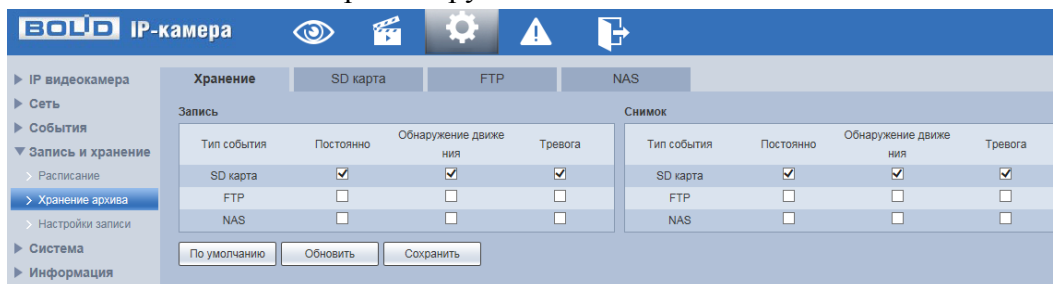 BOLID IP-камера
IP видеокамера
Сеть
События
Запись и хранение
Расписание
Хранение архива
Настройки записи
Система
Информация
Хранение SD карта FTP NAS
Запись
Тип события Постоянно Обнаружение движе
ния Тревога
SD карта
FTP
NAS
Снимок
Тип события Постоянно Обнаружение движе
ния Тревога
SD карта
FTP
NAS
По умолчанию Обновить Сохранить